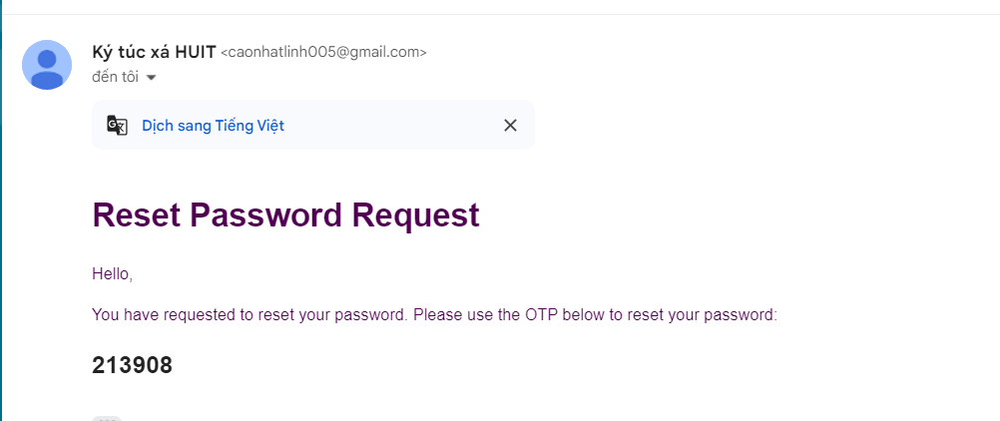 Ký túc xá HUIT <caonhatlinh005@gmail.com>
đến tôi
Dịch sang Tiếng Việt
Reset Password Request
Hello,
You have requested to reset your password. Please use the OTP below to reset your password:
213908